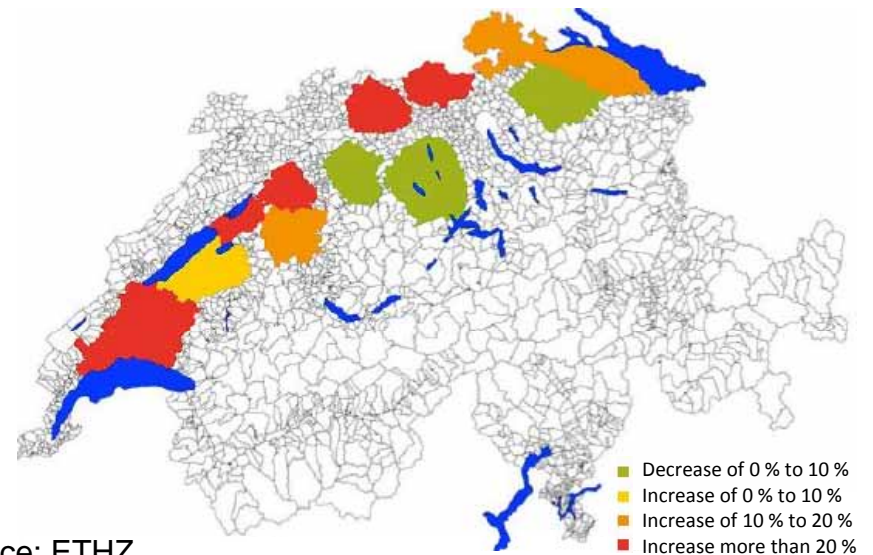 Decrease of 0 % to 10 %
Increase of 0 % to 10 %
Increase of 10 % to 20 %
Increase more than 20 %
ce: ETHZ